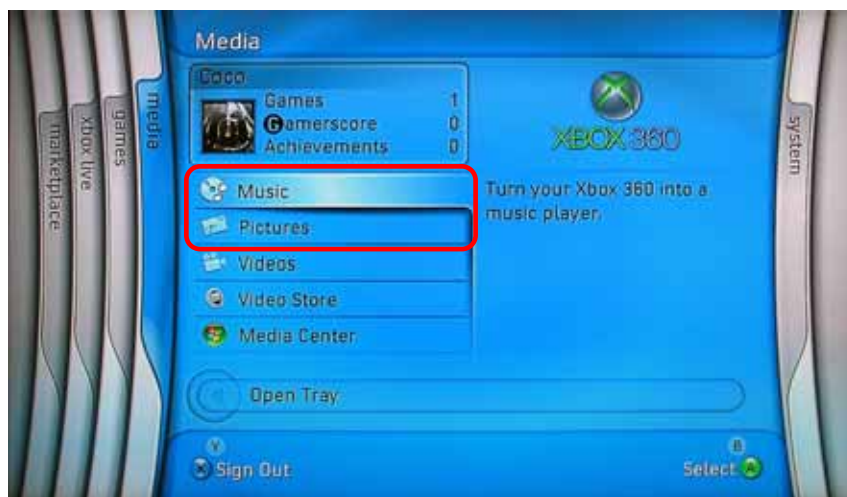 marketplace
xbox live
games
media
Media
Coco
Games 1
Gamerscore 0
Achievements 0
XBOX 360
Music
Pictures
Videos
Video Store
Media Center
Turn your Xbox 360 into a
music player.
Open Tray
Y
X Sign Out
B
Select A
system